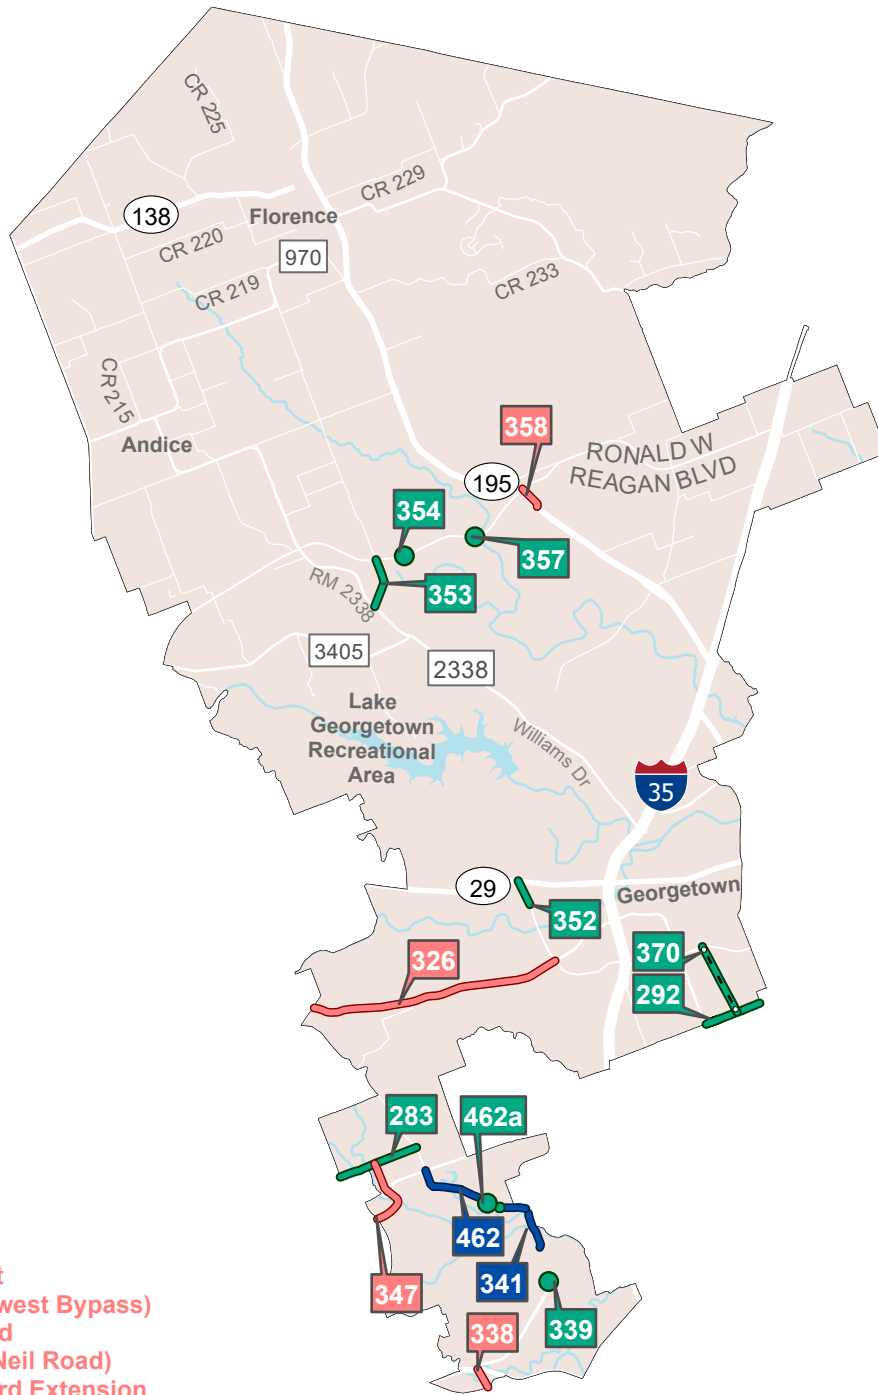 CR 225
138
CR 229
Florence
CR 220
970
CR 219
CR 233
CR 215
Andice
358
RONALD W
REAGAN BLVD
195
354
357
353
RM 2338
3405
2338
Lake
Georgetown
Recreational
Area
Williams Dr
35
29
Georgetown
352
326
370
292
283
462a
462
341
347
338
339
west Bypass)
Neil Road)
rd Extension